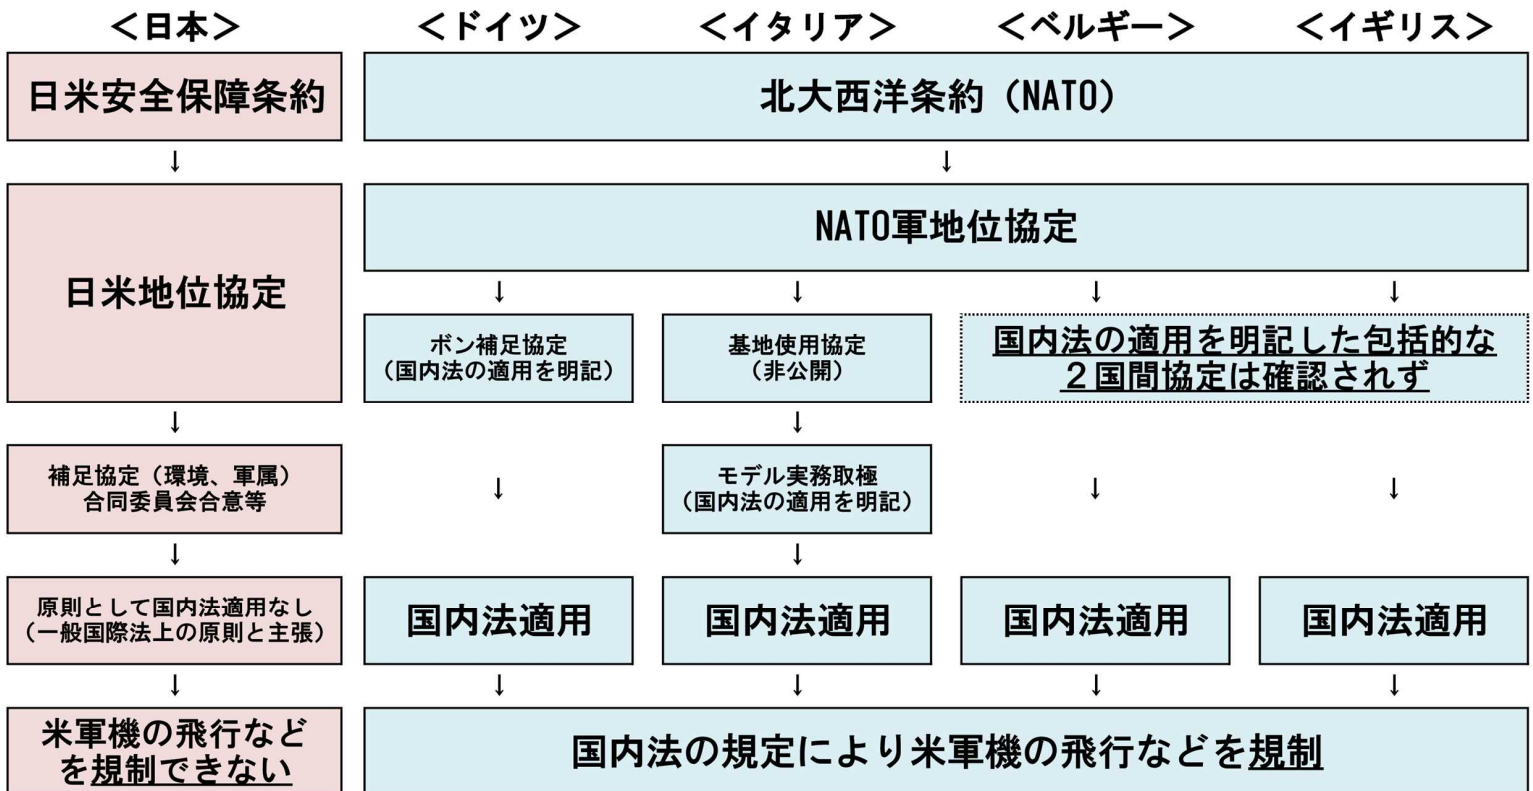 ＜日本＞
＜ドイツ＞
＜イタリア＞
＜ベルギー＞
＜イギリス＞
日米安全保障条約
北大西洋条約（NATO）
↓
↓
日米地位協定
NATO軍地位協定
↓
↓
↓
↓
ボン補足協定
（国内法の適用を明記）
基地使用協定
（非公開）
国内法の適用を明記した包括的な
２国間協定は確認されず
↓
↓
補足協定（環境、軍属）
合同委員会合意等
↓
モデル実務取極
（国内法の適用を明記）
↓
↓
↓
↓
原則として国内法適用なし
（一般国際法上の原則と主張）
国内法適用
国内法適用
国内法適用
国内法適用
↓
↓
↓
↓
↓
米軍機の飛行など
を規制できない
国内法の規定により米軍機の飛行などを規制